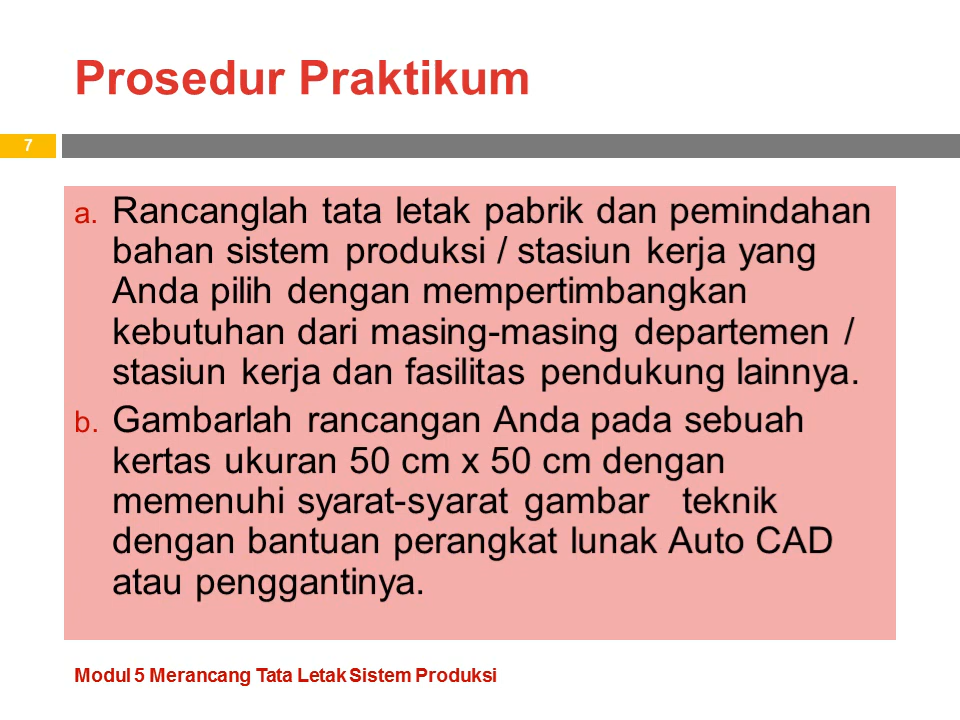 Prosedur Praktikum
7
a. Rancanglah tata letak pabrik dan pemindahan
bahan sistem produksi / stasiun kerja yang
Anda pilih dengan mempertimbangkan
kebutuhan dari masing-masing departemen /
stasiun kerja dan fasilitas pendukung lainnya.
b. Gambarlah rancangan Anda pada sebuah
kertas ukuran 50 cm x 50 cm dengan
memenuhi syarat-syarat gambar teknik
dengan bantuan perangkat lunak Auto CAD
atau penggantinya.
Modul 5 Merancang Tata Letak Sistem Produksi